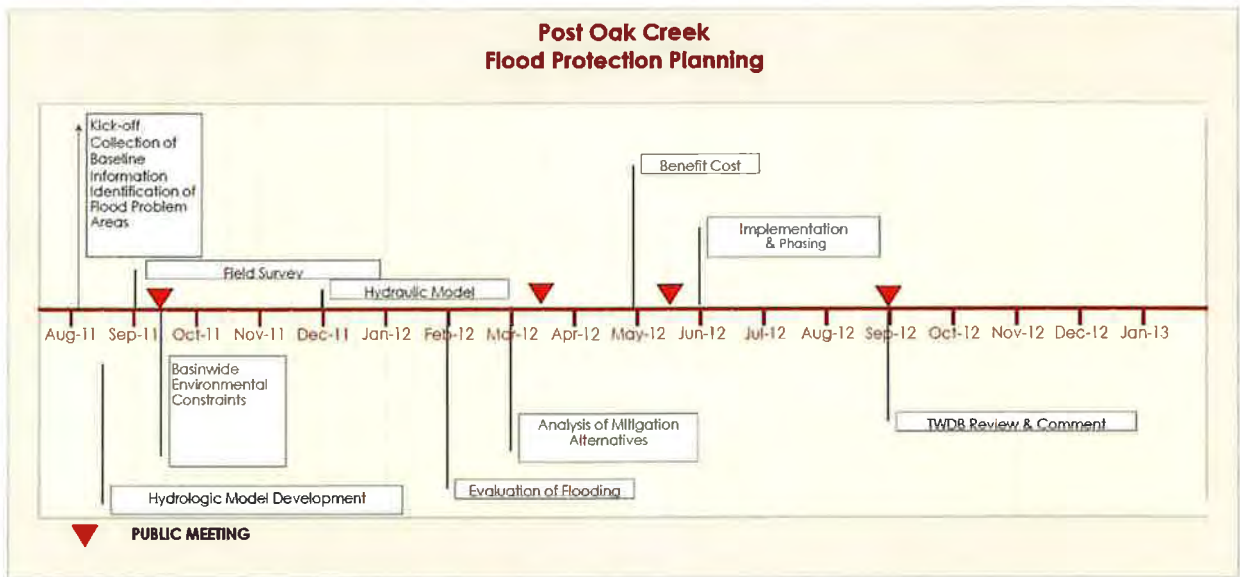 Post Oak Creek
Flood Protection Planning
Kick-off
Collection of
Baseline
Information
Identification of
Flood Problem
Areas
Benefit Cost
Implementation
& Phasing
Field Survey
Hydraulic Model
Aug-11 Sep-11 Oct-11 Nov-11 Dec-11 Jan-12 Feb-12 Mar-12 Apr-12 May-12 Jun-12 Jul-12 Aug-12 Sep-12 Oct-12 Nov-12 Dec-12 Jan-13
Basinwide
Environmental
Constraints
Analysis of Mitigation
Alternatives
TWDB Review & Comment
Evaluation of Flooding
Hydrologic Model Development
PUBLIC MEETING